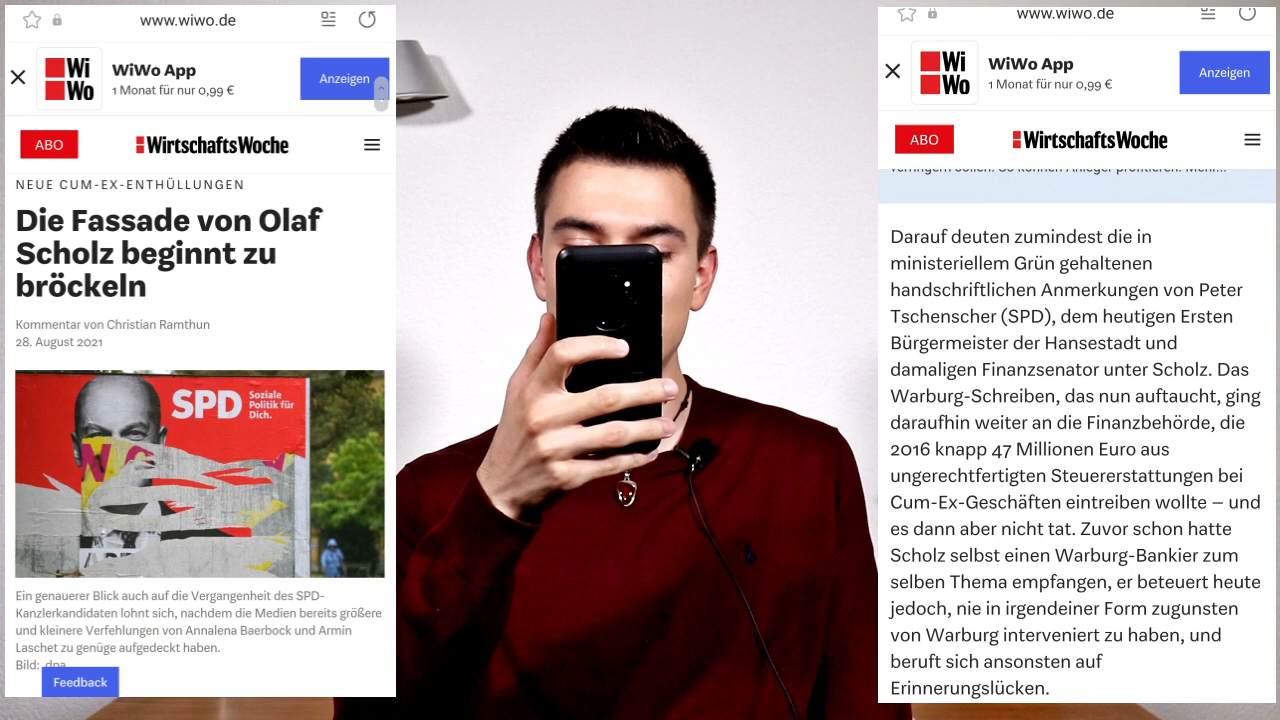 www.wiwo.de
Wi
Wo
WiWo App
1 Monat für nur 0,99 €
Anzeigen
ABO
WirtschaftsWoche
NEUE CUM-EX-ENTHÜLLUNGEN
Die Fassade von Olaf
Scholz beginnt zu
bröckeln
Kommentar von Christian Ramthun
28. August 2021
SPD
Soziale
Politik für
Dich.
Ein genauerer Blick auch auf die Vergangenheit des SPD-
Kanzlerkandidaten lohnt sich, nachdem die Medien bereits größere
und kleinere Verfehlungen von Annalena Baerbock und Armin
Laschet zu genüge aufgedeckt haben.
Bild: dpa
Feedback
www.wiwo.de
Wi
Wo
WiWo App
1 Monat für nur 0,99 €
Anzeigen
ABO
WirtschaftsWoche
verringern sollen. So können Anleger profitieren. Mehr...
Darauf deuten zumindest die in
ministeriellem Grün gehaltenen
handschriftlichen Anmerkungen von Peter
Tschenscher (SPD), dem heutigen Ersten
Bürgermeister der Hansestadt und
damaligen Finanzsenator unter Scholz. Das
Warburg-Schreiben, das nun auftaucht, ging
daraufhin weiter an die Finanzbehörde, die
2016 knapp 47 Millionen Euro aus
ungerechtfertigten Steuererstattungen bei
Cum-Ex-Geschäften eintreiben wollte – und
es dann aber nicht tat. Zuvor schon hatte
Scholz selbst einen Warburg-Bankier zum
selben Thema empfangen, er beteuert heute
jedoch, nie in irgendeiner Form zugunsten
von Warburg interveniert zu haben, und
beruft sich ansonsten auf
Erinnerungslücken.